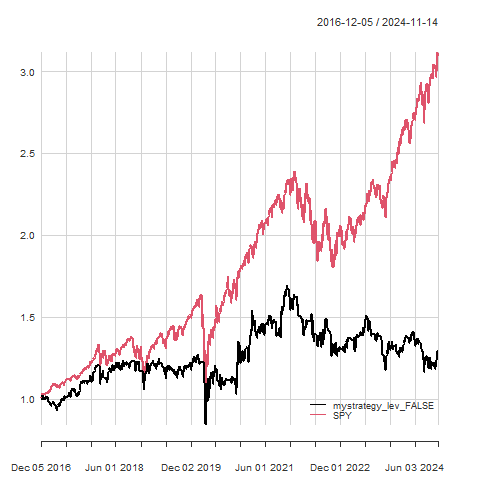 2016-12-05 / 2024-11-14
3.0
2.5
2.0
1.5
1.0
mystrategy_lev_FALSE
SPY
Dec 05 2016 Jun 01 2018 Dec 02 2019 Jun 01 2021 Dec 01 2022 Jun 03 2024